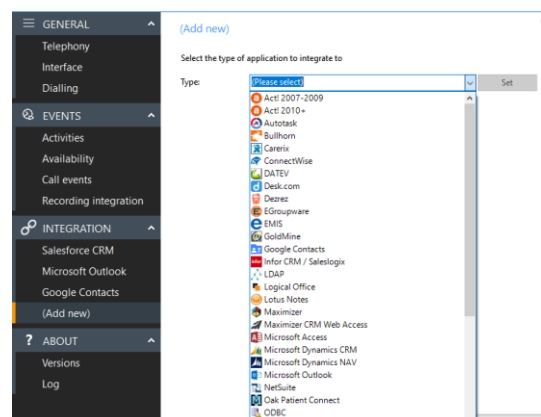 GENERAL
Telephony
Interface
Dialling
EVENTS
Activities
Availability
Call events
Recording integration
INTEGRATION
Salesforce CRM
Microsoft Outlook
Google Contacts
(Add new)
? ABOUT
Versions
Log
(Add new)
Select the type of application to integrate to
Type: (Please select) Set
Act! 2007-2009
Act! 2010+
Autotask
Bullhorn
Carerix
ConnectWise
DATEV
Desk.com
Dezrez
EGroupware
EMIS
GoldMine
Google Contacts
Infor CRM / Saleslogix
LDAP
Logical Office
Lotus Notes
Maximizer
Maximizer CRM Web Access
Microsoft Access
Microsoft Dynamics CRM
Microsoft Dynamics NAV
Microsoft Outlook
NetSuite
Oak Patient Connect
ODBC